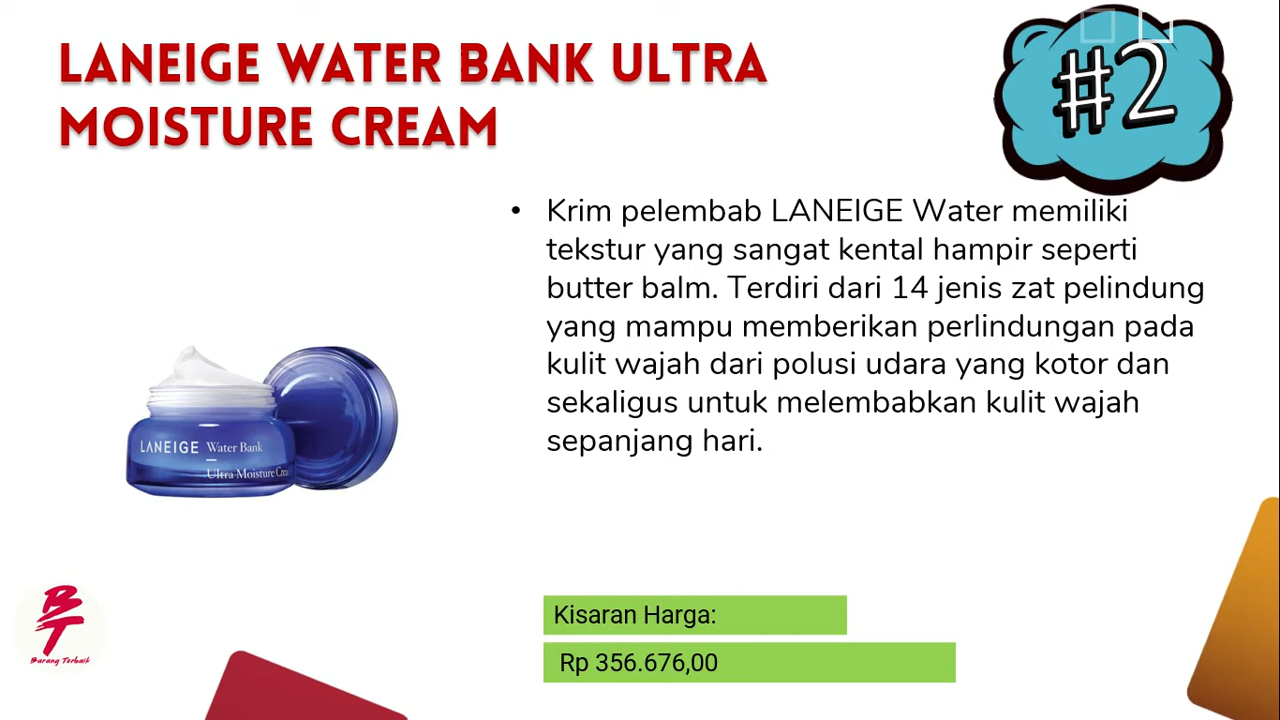 LANEIGE WATER BANK ULTRA
MOISTURE CREAM
#2
• Krim pelembab LANEIGE Water memiliki
tekstur yang sangat kental hampir seperti
butter balm. Terdiri dari 14 jenis zat pelindung
yang mampu memberikan perlindungan pada
kulit wajah dari polusi udara yang kotor dan
sekaligus untuk melembabkan kulit wajah
sepanjang hari.
LANEIGE Water Bank
Ultra Moisture Crea
BT
Barang Terbaik
Kisaran Harga:
Rp 356.676,00